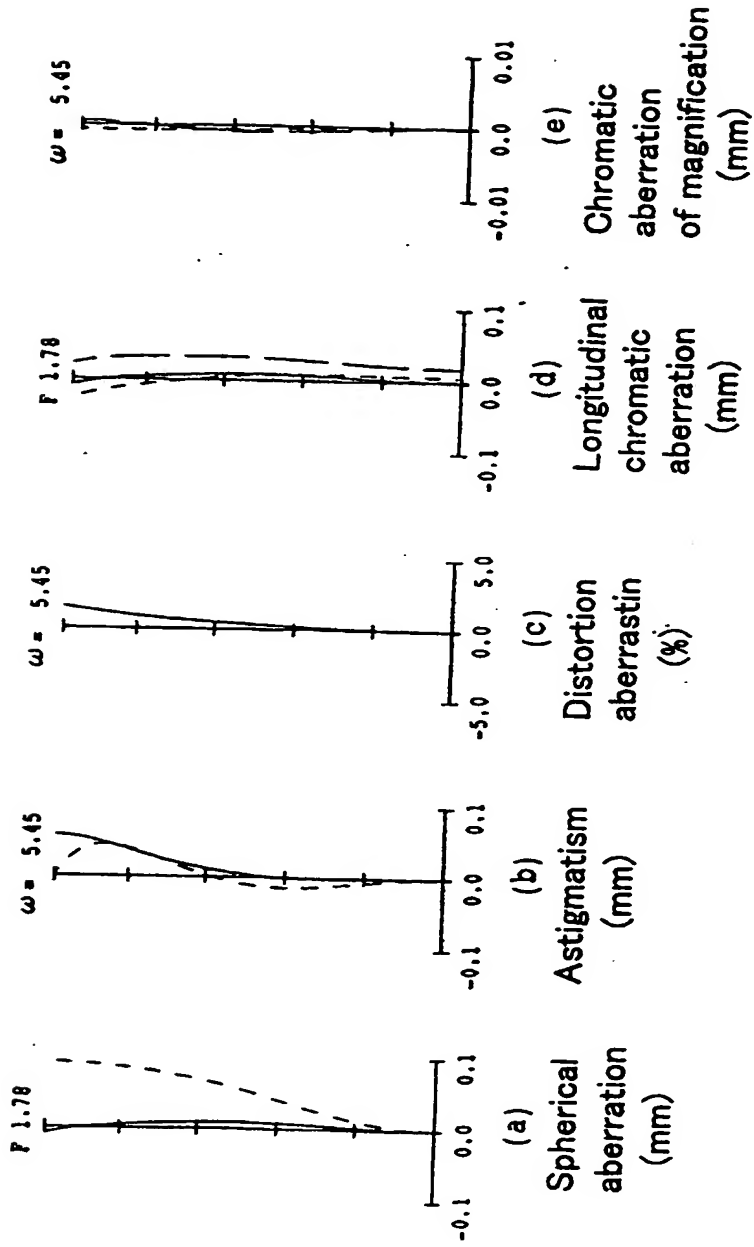 F 1.78
-0.1 0.0 0.1
(a)
Spherical
aberration
(mm)
ω= 5.45
-0.1 0.0 0.1
(b)
Astigmatism
(mm)
ω= 5.45
-5.0 0.0 5.0
(c)
Distortion
aberrastin
(%)
F 1.78
-0.1 0.0 0.1
(d)
Longitudinal
chromatic
aberration
(mm)
ω= 5.45
-0.01 0.0 0.01
(e)
Chromatic
aberration
of magnification
(mm)